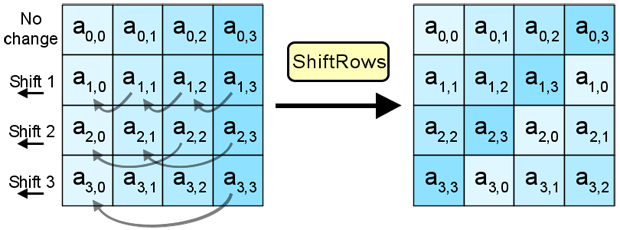 No change a0,0 a0,1 a0,2 a0,3 a0,0 a0,1 a0,2 a0,3
ShiftRows
Shift 1 a1,0 a1,1 a1,2 a1,3 a1,1 a1,2 a1,3 a1,0
Shift 2 a2,0 a2,1 a2,2 a2,3 a2,2 a2,3 a2,0 a2,1
Shift 3 a3,0 a3,1 a3,2 a3,3 a3,3 a3,0 a3,1 a3,2